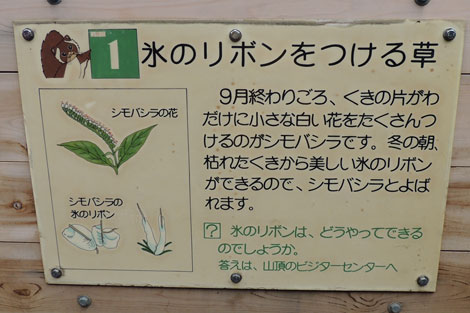 1 氷のリボンをつける草
シモバシラの花
シモバシラの
氷のリボン
9月終わりごろ、くきの片がわ
だけに小さな白い花をたくさんつ
けるのがシモバシラです。冬の朝、
枯れたくきから美しい氷のリボン
ができるので、シモバシラとよば
れます。
? 氷のリボンは、どうやってできる
のでしょうか。
答えは、山頂のビジターセンターへ